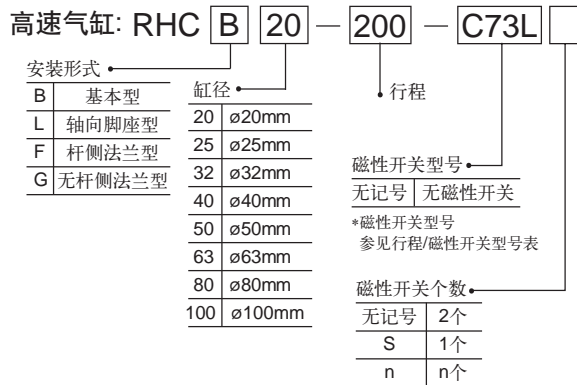 高速气缸: RHC B 20 — 200 — C73L
安装形式
B 基本型
L 轴向脚座型
F 杆侧法兰型
G 无杆侧法兰型
缸径
20 ø20mm
25 ø25mm
32 ø32mm
40 ø40mm
50 ø50mm
63 ø63mm
80 ø80mm
100 ø100mm
行程
磁性开关型号
无记号 无磁性开关
*磁性开关型号
参见行程/磁性开关型号表
磁性开关个数
无记号 2个
S 1个
n n个